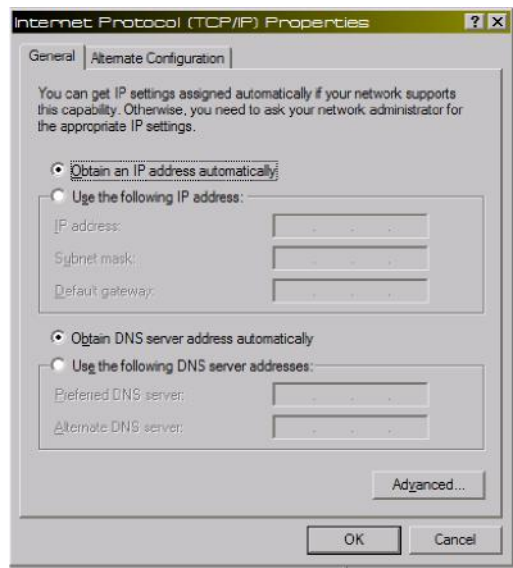 Internet Protocol (TCP/IP) Properties
General
Alternate Configuration
You can get IP settings assigned automatically if your network supports
this capability. Otherwise, you need to ask your network administrator for
the appropriate IP settings.
Obtain an IP address automatically
Use the following IP address:
IP address:
Subnet mask:
Default gateway:
Obtain DNS server address automatically
Use the following DNS server addresses:
Preferred DNS server:
Alternate DNS server:
Advanced...
OK
Cancel